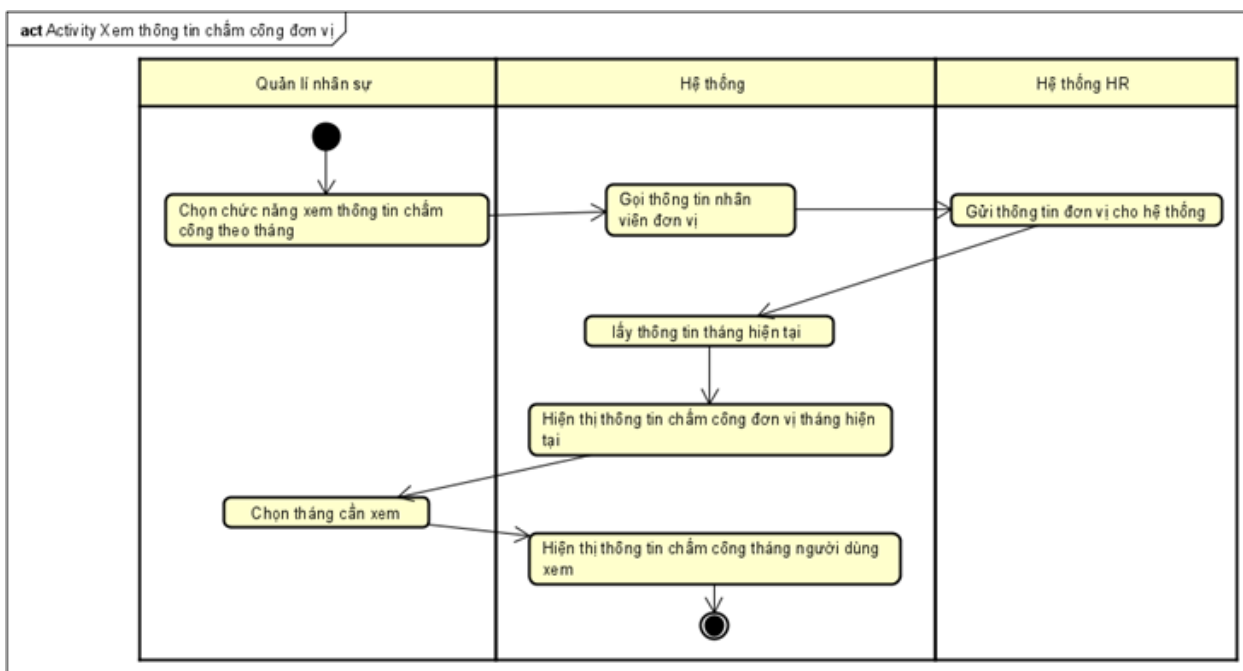 act Activity Xem thông tin chấm công đơn vị
Quản lí nhân sự
Hệ thống
Hệ thống HR
Chọn chức năng xem thông tin chấm
công theo tháng
Gọi thông tin nhân
viên đơn vị
Gửi thông tin đơn vị cho hệ thống
lấy thông tin tháng hiện tại
Hiện thị thông tin chấm công đơn vị tháng hiện
tại
Chọn tháng cần xem
Hiện thị thông tin chấm công tháng người dùng
xem